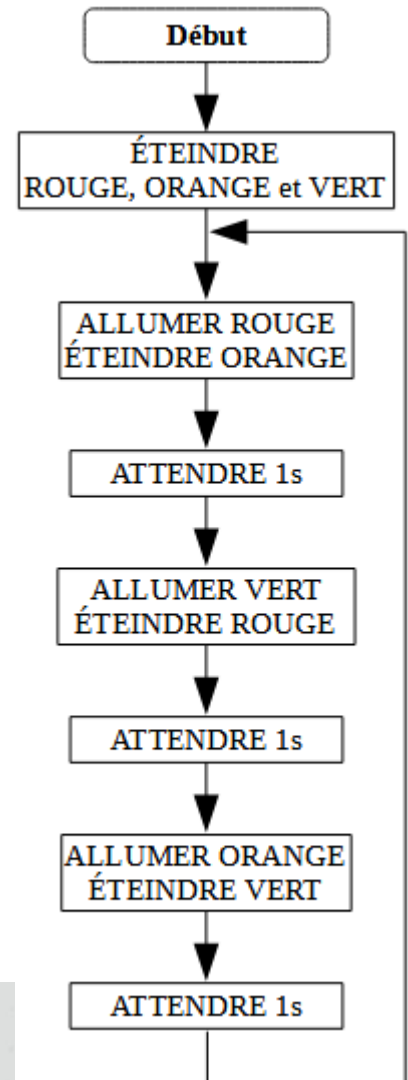 Début
ÉTEINDRE
ROUGE, ORANGE et VERT
ALLUMER ROUGE
ÉTEINDRE ORANGE
ATTENDRE 1s
ALLUMER VERT
ÉTEINDRE ROUGE
ATTENDRE 1s
ALLUMER ORANGE
ÉTEINDRE VERT
ATTENDRE 1s